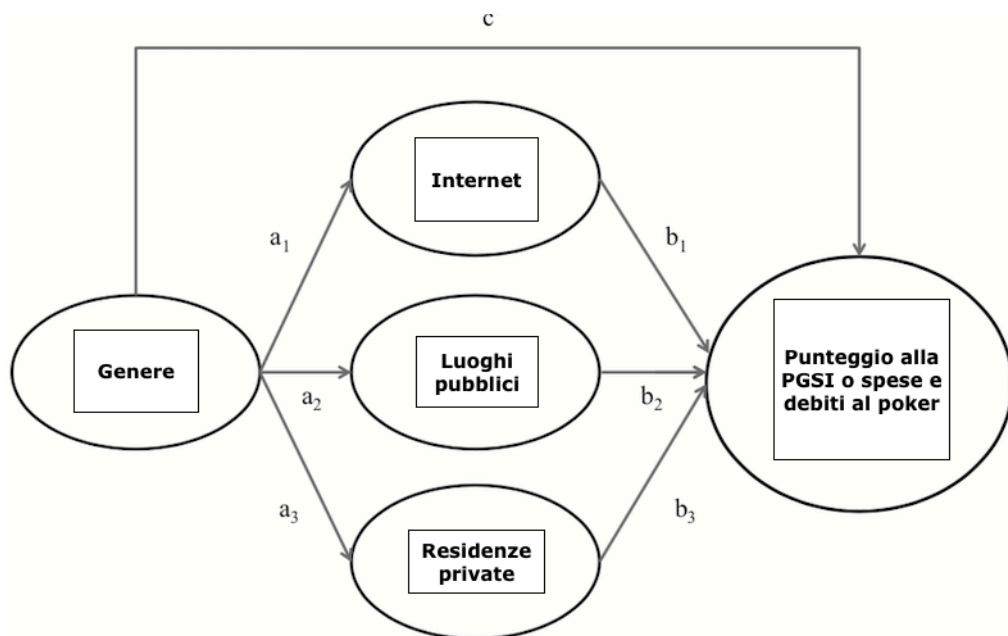 c
Internet
a1
b1
Genere
Luoghi
pubblici
a2
b2
Punteggio alla
PGSI o spese e
debiti al poker
a3
b3
Residenze
private